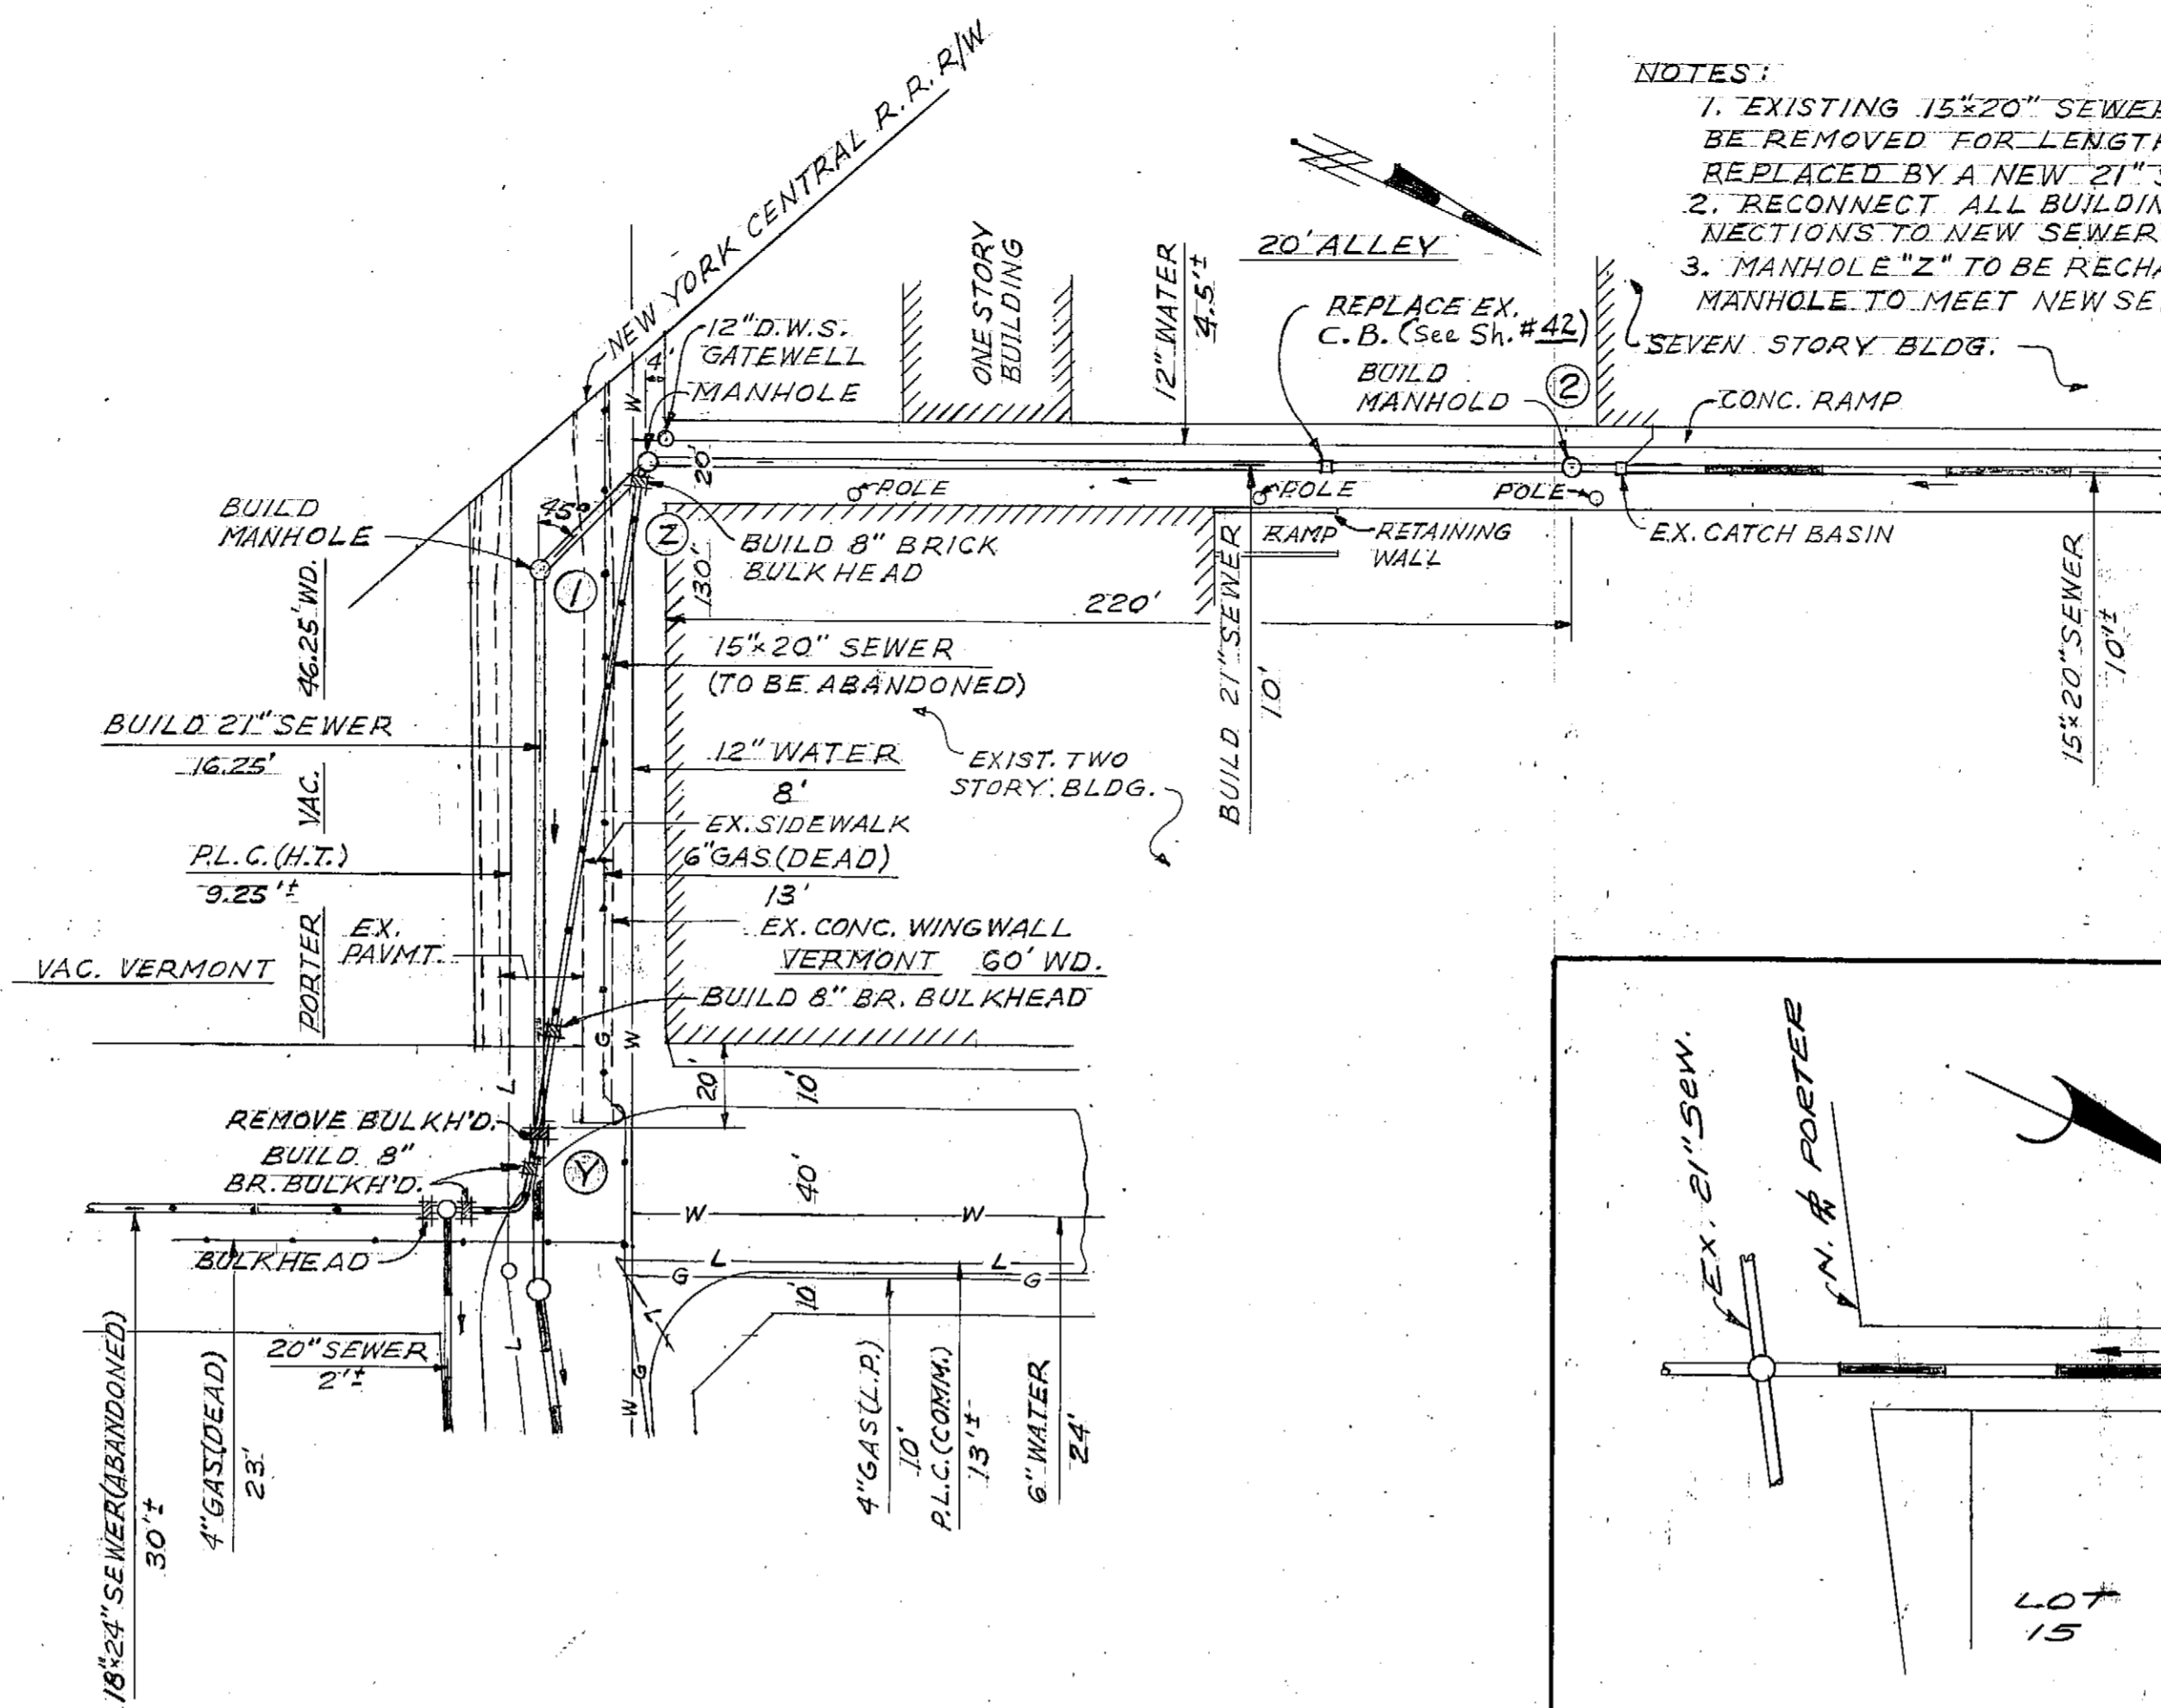 NOTES:
1. EXISTING 15"x20" SEWER
BE REMOVED FOR LENGTH
REPLACED BY A NEW 21"
2. RECONNECT ALL BUILDIN
NECTIONS TO NEW SEWER
3. MANHOLE "Z" TO BE RECHA
MANHOLE TO MEET NEW SE
NEW YORK CENTRAL R.R. R/W
20' ALLEY
ONE STORY
BUILDING
12" WATER
4.5'±
REPLACE EX.
C.B. (See Sh. #42)
BUILD
MANHOLD
2
SEVEN STORY BLDG.
CONC. RAMP
12" D.W.S.
GATEWELL
4'
MANHOLE
W
20'
POLE
POLE
POLE
RAMP
RETAINING
WALL
EX. CATCH BASIN
BUILD
MANHOLE
45°
Z
1
BUILD 8" BRICK
BULKHEAD
130'
220'
46.25' WD.
15"x20" SEWER
(TO BE ABANDONED)
BUILD 21" SEWER
10'
15"x20" SEWER
10'±
BUILD 21" SEWER
16.25'
VAC.
12" WATER
8'
EXIST. TWO
STORY BLDG.
EX. SIDEWALK
P.L.C. (H.T.)
9.25'±
6" GAS (DEAD)
13'
PORTER
EX.
PAVMT.
EX. CONC. WINGWALL
VERMONT 60' WD.
VAC. VERMONT
BUILD 8" BR. BULKHEAD
G
W
L
20'
10'
REMOVE BULKH'D.
BUILD 8"
BR. BULKH'D.
Y
40'
W
W
BULKHEAD
L
L
G
G
10'
20" SEWER
2'±
L
W
G
18"x24" SEWER (ABANDONED)
30'±
4" GAS (DEAD)
23'
4" GAS (L.P.)
10'
P.L.C. (COMM.)
13'±
6" WATER
24'
EX. 21" SEW.
N. PL PORTER
LOT
15